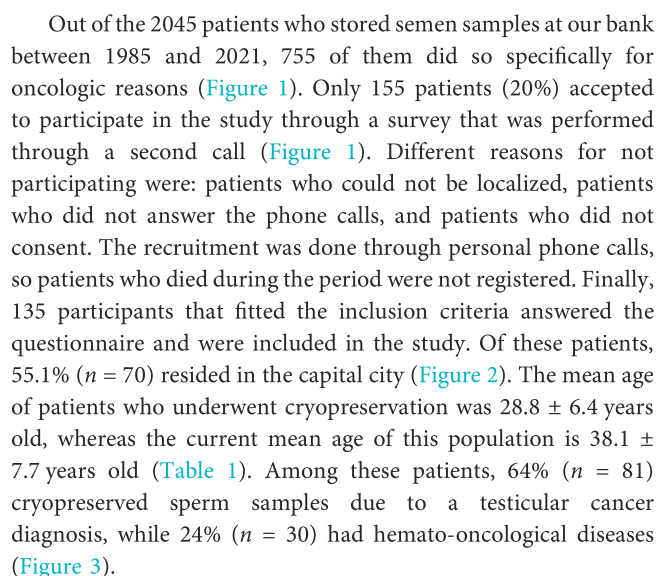 Out of the 2045 patients who stored semen samples at our bank
between 1985 and 2021, 755 of them did so specifically for
oncologic reasons (Figure 1). Only 155 patients (20%) accepted
to participate in the study through a survey that was performed
through a second call (Figure 1). Different reasons for not
participating were: patients who could not be localized, patients
who did not answer the phone calls, and patients who did not
consent. The recruitment was done through personal phone calls,
so patients who died during the period were not registered. Finally,
135 participants that fitted the inclusion criteria answered the
questionnaire and were included in the study. Of these patients,
55.1% (n = 70) resided in the capital city (Figure 2). The mean age
of patients who underwent cryopreservation was 28.8 ± 6.4 years
old, whereas the current mean age of this population is 38.1 ±
7.7 years old (Table 1). Among these patients, 64% (n = 81)
cryopreserved sperm samples due to a testicular cancer
diagnosis, while 24% (n = 30) had hemato-oncological diseases
(Figure 3).